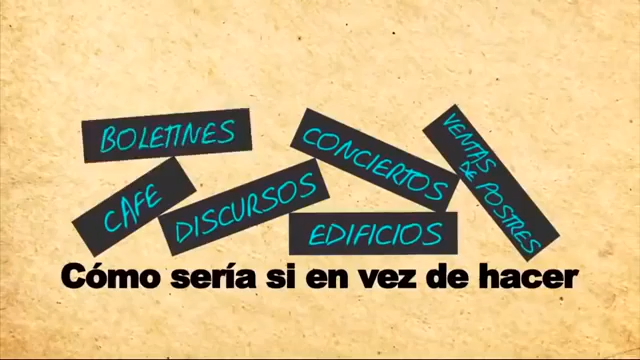 BOLETINES
CONCIERTOS
VENTAS
DE POSTRES
CAFE
DISCURSOS
EDIFICIOS
Cómo sería si en vez de hacer